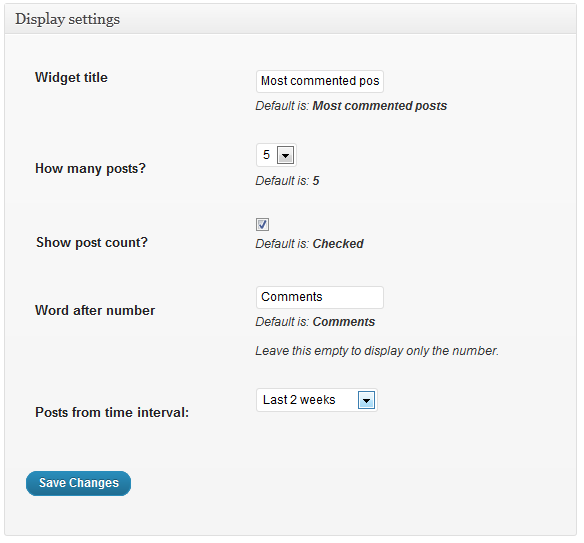 Display settings
Widget title
Most commented pos
Default is: Most commented posts
How many posts?
5
Default is: 5
Show post count?
Default is: Checked
Word after number
Comments
Default is: Comments
Leave this empty to display only the number.
Posts from time interval:
Last 2 weeks
Save Changes